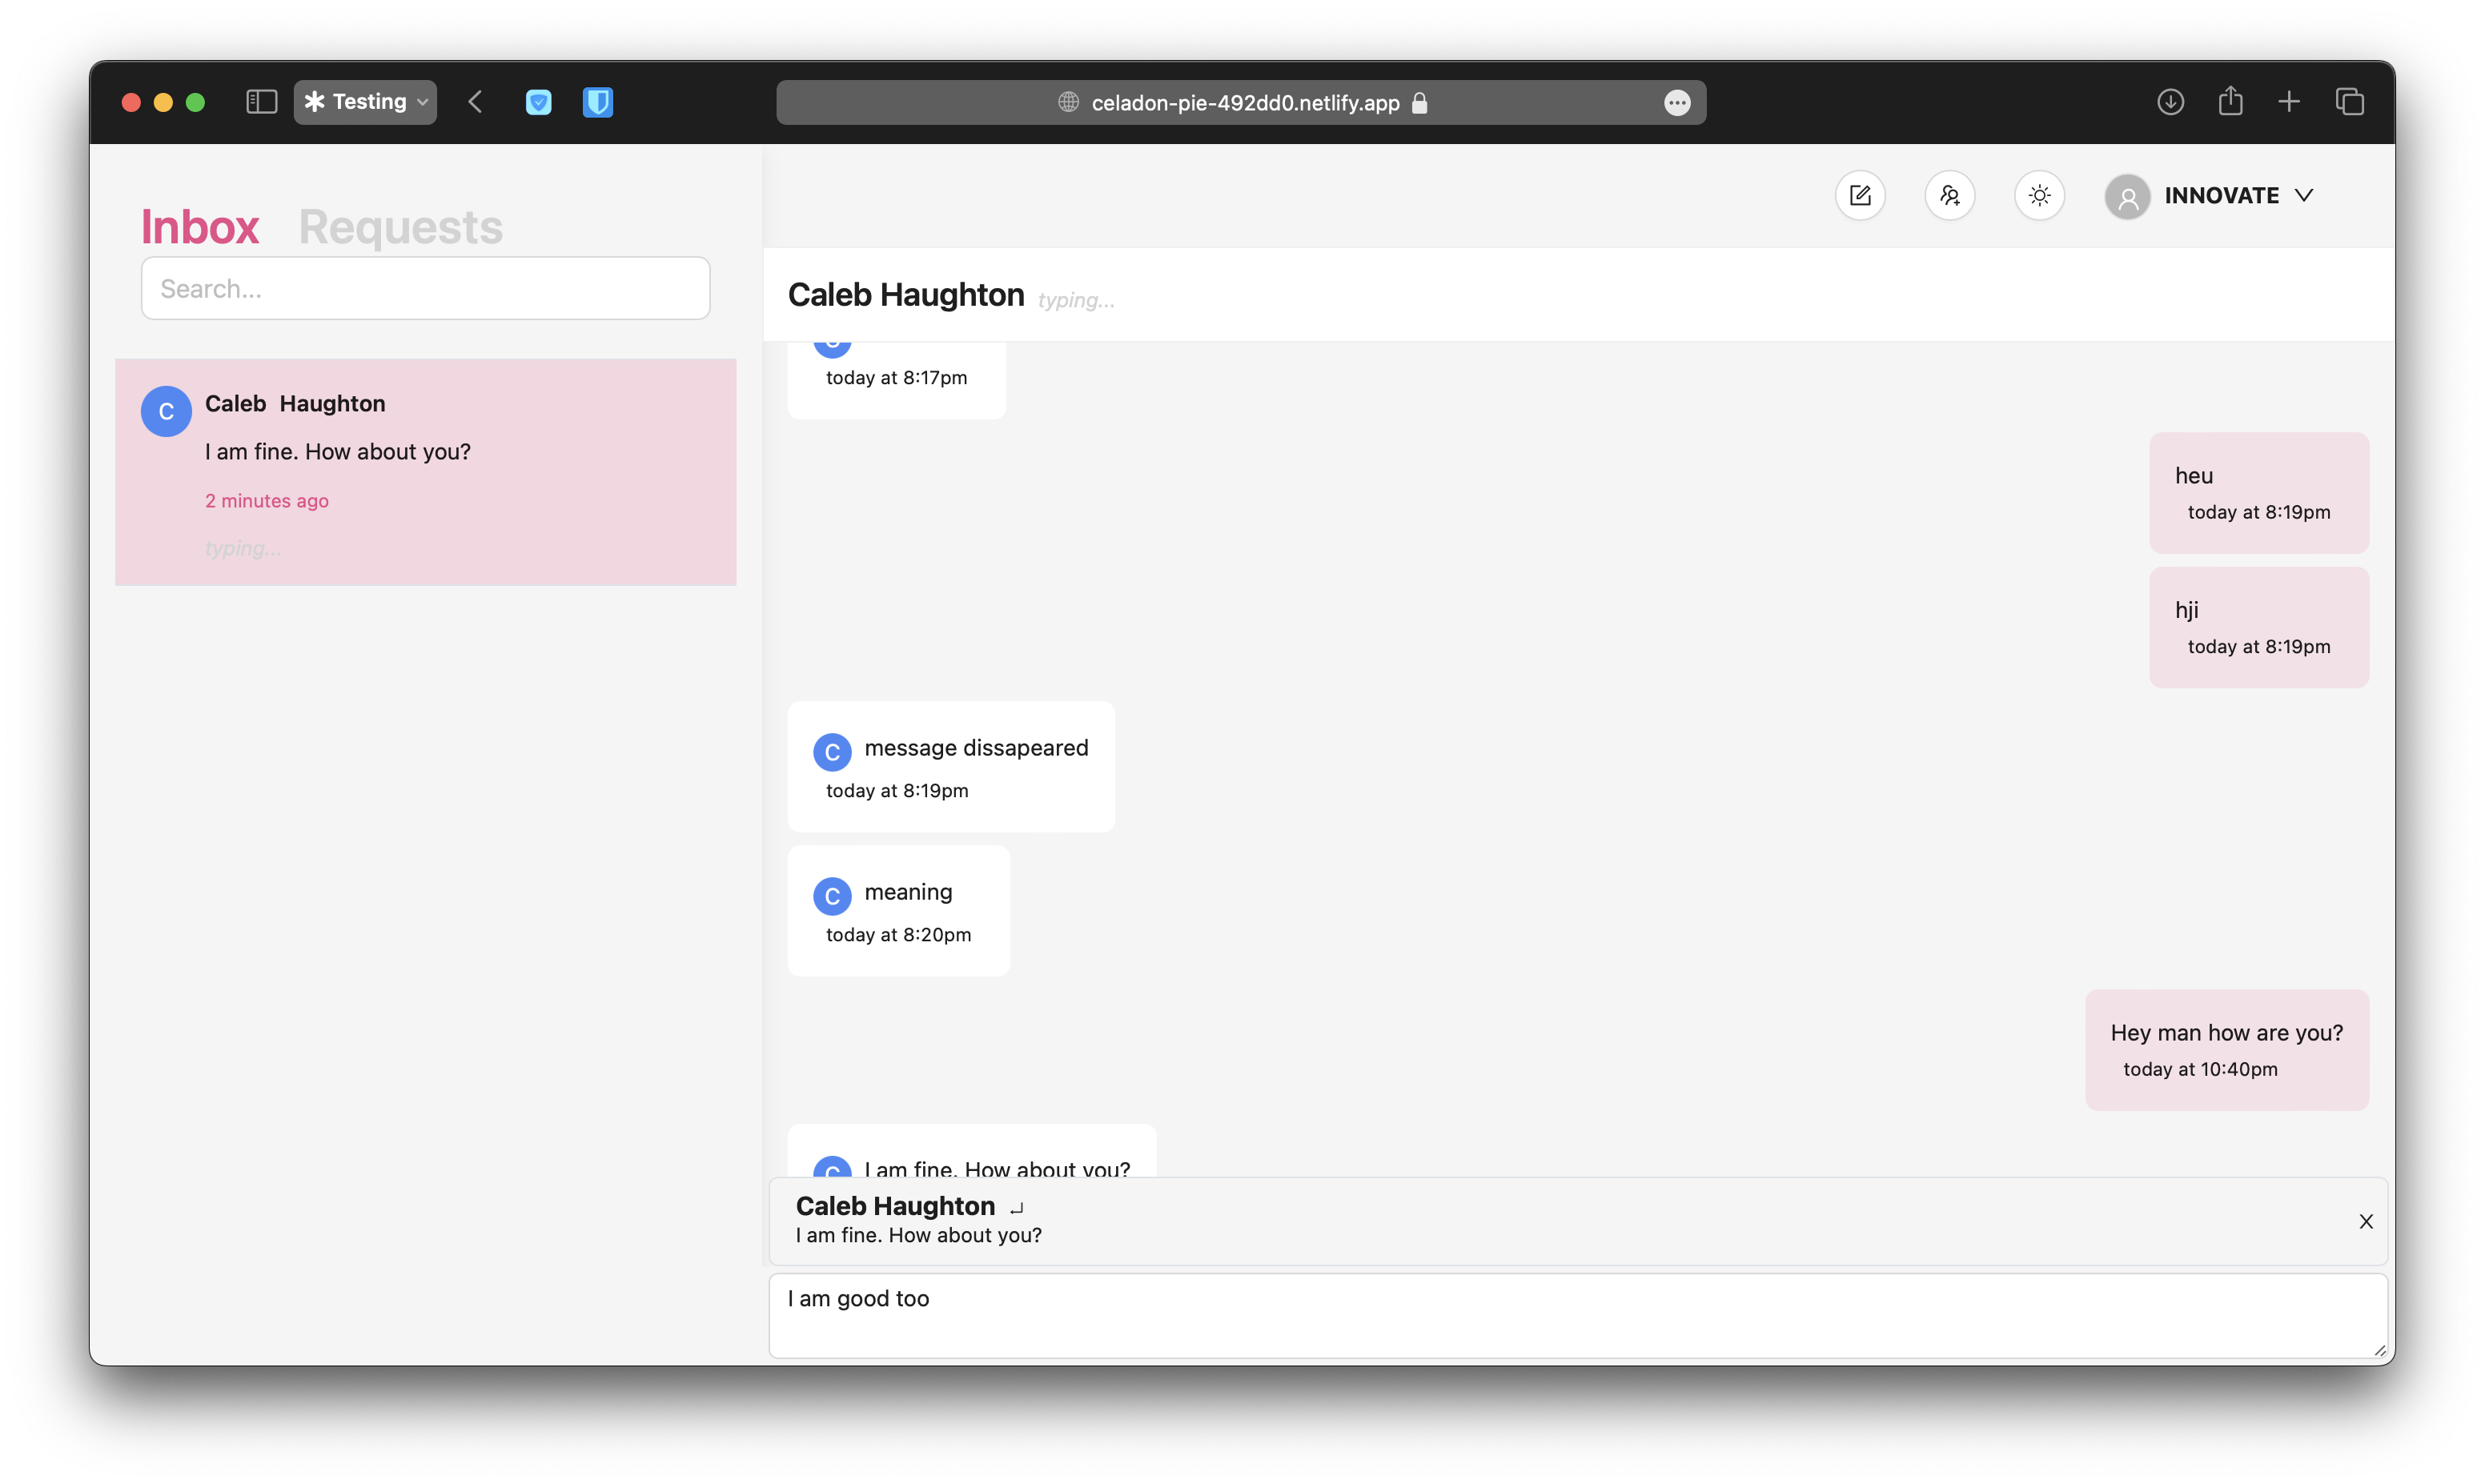 Testing
celadon-pie-492dd0.netlify.app
INNOVATE
Inbox Requests
Search...
C
Caleb Haughton
I am fine. How about you?
2 minutes ago
typing...
Caleb Haughton typing...
today at 8:17pm
heu
today at 8:19pm
hji
today at 8:19pm
C message dissapeared
today at 8:19pm
C meaning
today at 8:20pm
Hey man how are you?
today at 10:40pm
C I am fine. How about you?
Caleb Haughton
I am fine. How about you?
X
I am good too